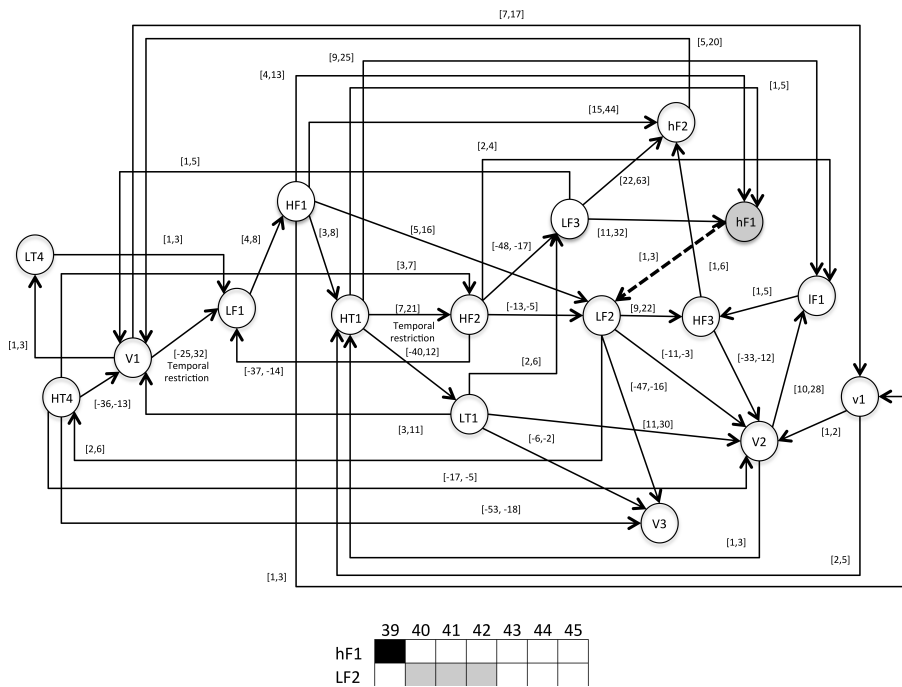 [7,17]
[5,20]
[9,25]
[4,13]
[1,5]
[15,44]
hF2
[2,4]
[1,5]
[22,63]
HF1
LF3
hF1
[11,32]
[5,16]
[-48, -17]
[1,3]
[4,8]
[3,8]
LT4
[3,7]
[1,3]
[1,6]
LF1
HT1
[7,21]
Temporal
restriction
HF2
[-13,-5]
LF2
[9,22]
HF3
[1,5]
lF1
[1,3]
V1
[-25,32]
Temporal
restriction
[-37, -14]
[-40,12]
[2,6]
[-11,-3]
[-33,-12]
[-47,-16]
[10,28]
HT4
[-36,-13]
v1
LT1
[3,11]
[-6,-2]
[11,30]
V2
[1,2]
[2,6]
[-17, -5]
[-53, -18]
V3
[1,3]
[2,5]
[1,3]
39 40 41 42 43 44 45
hF1
LF2